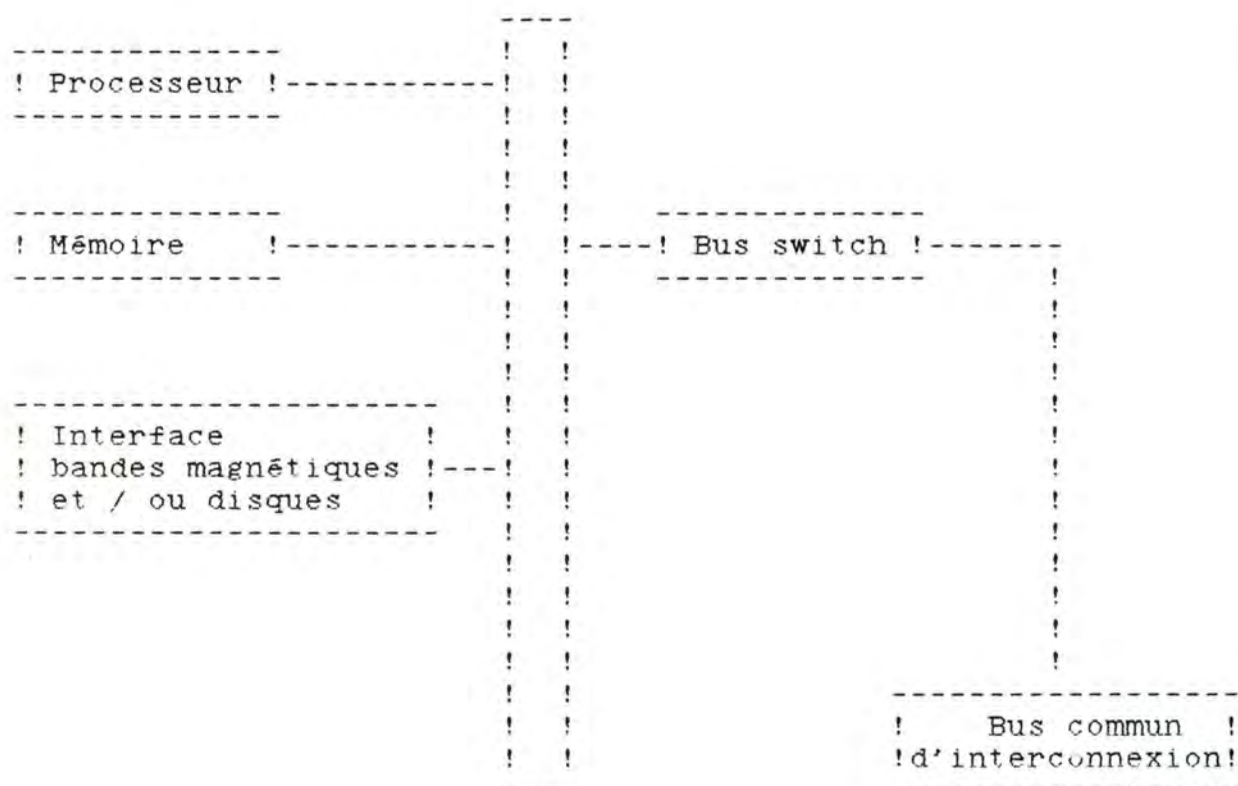 Processeur
Mémoire
Bus switch
Interface
bandes magnétiques
et / ou disques
Bus commun
d'interconnexion